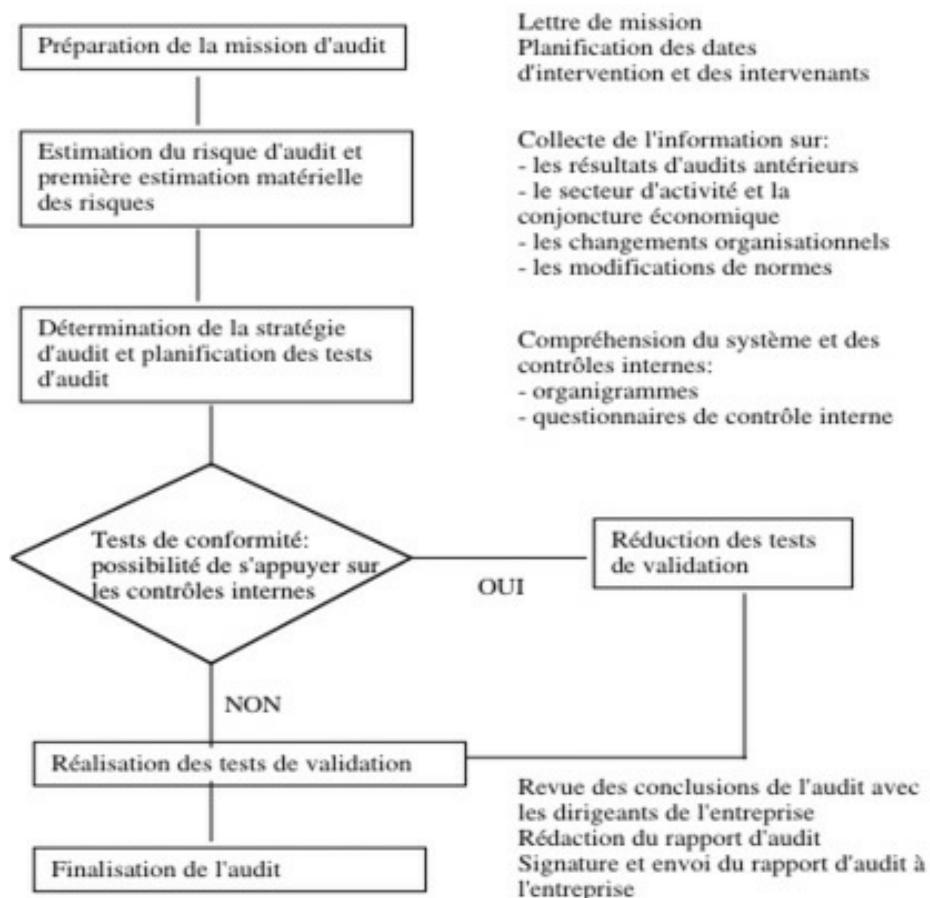 Préparation de la mission d'audit
Lettre de mission
Planification des dates
d'intervention et des intervenants
Estimation du risque d'audit et
première estimation matérielle
des risques
Collecte de l'information sur:
- les résultats d'audits antérieurs
- le secteur d'activité et la
conjoncture économique
- les changements organisationnels
- les modifications de normes
Détermination de la stratégie
d'audit et planification des tests
d'audit
Compréhension du système et des
contrôles internes:
- organigrammes
- questionnaires de contrôle interne
Tests de conformité:
possibilité de s'appuyer sur
les contrôles internes
OUI
Réduction des tests
de validation
NON
Réalisation des tests de validation
Finalisation de l'audit
Revue des conclusions de l'audit avec
les dirigeants de l'entreprise
Rédaction du rapport d'audit
Signature et envoi du rapport d'audit à
l'entreprise